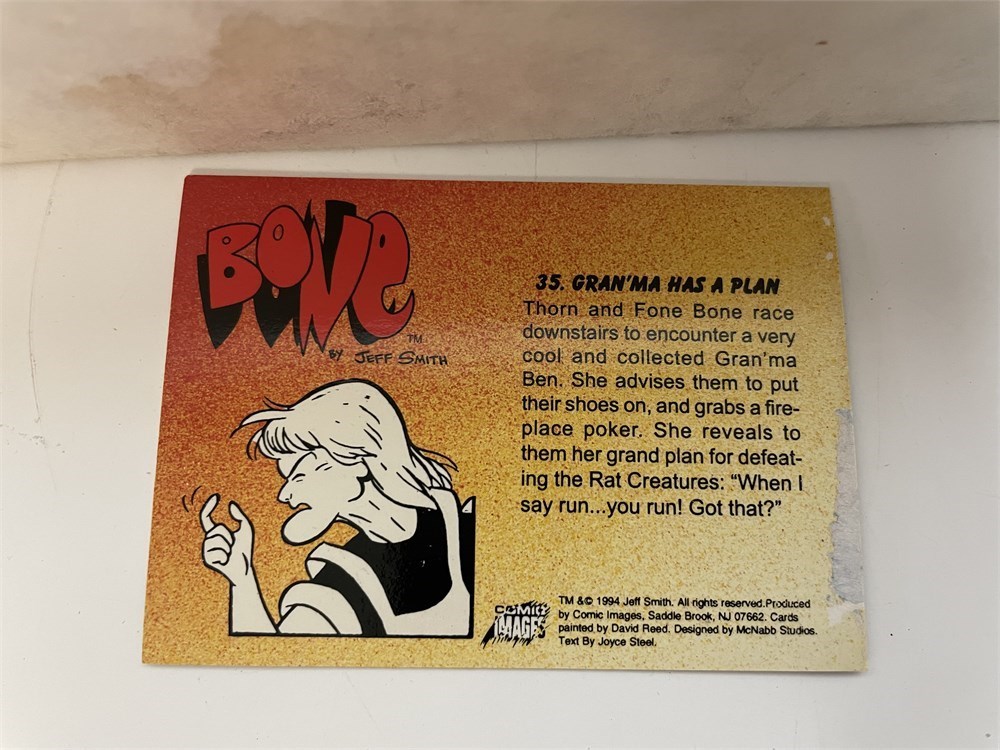 BONE TM
BY JEFF SMITH
35. GRAN'MA HAS A PLAN
Thorn and Fone Bone race
downstairs to encounter a very
cool and collected Gran'ma
Ben. She advises them to put
their shoes on, and grabs a fire-
place poker. She reveals to
them her grand plan for defeat-
ing the Rat Creatures: “When I
say run...you run! Got that?”
COMIC
IMAGES
TM &© 1994 Jeff Smith. All rights reserved.Produced
by Comic Images, Saddle Brook, NJ 07662. Cards
painted by David Reed. Designed by McNabb Studios.
Text By Joyce Steel.